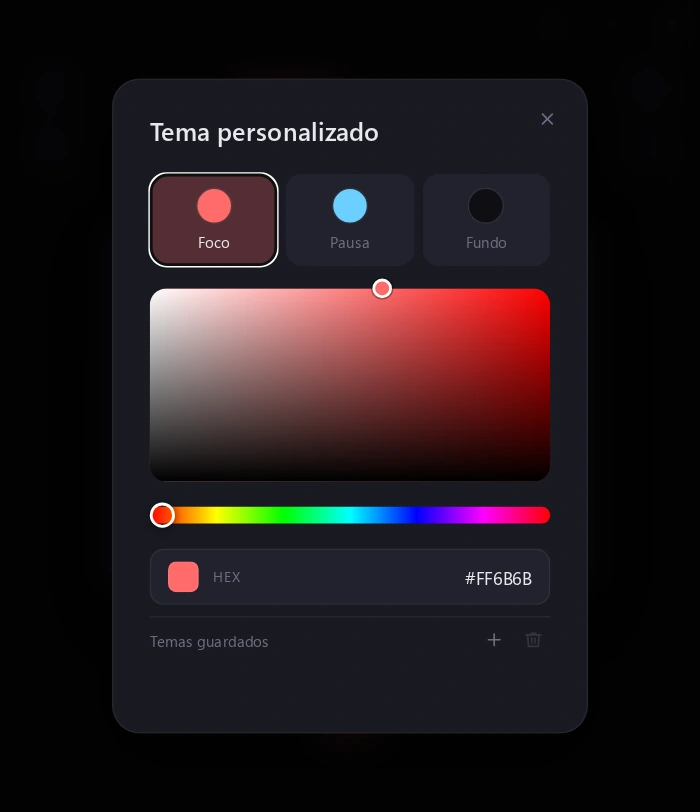 Tema personalizado
Foco
Pausa
Fundo
HEX
#FF6B6B
Temas guardados